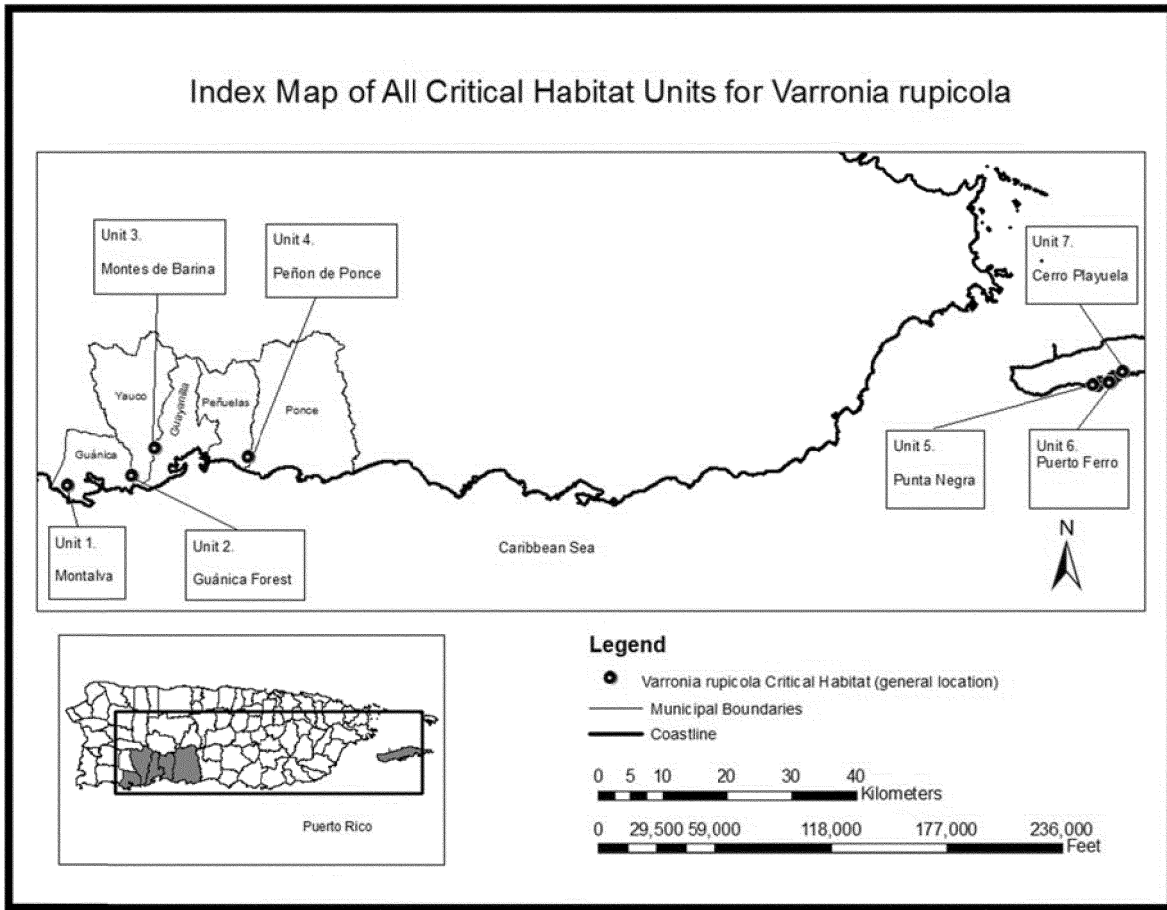 Index Map of All Critical Habitat Units for Varronia rupicola
Unit 3.
Montes de Barina
Unit 4.
Peñon de Ponce
Unit 7.
Cerro Playuela
Yauco
Guayanilla
Peñuelas
Ponce
Guánica
Unit 5.
Punta Negra
Unit 6.
Puerto Ferro
Unit 1.
Montalva
Unit 2.
Guánica Forest
Caribbean Sea
N
Puerto Rico
Legend
Varronia rupicola Critical Habitat (general location)
Municipal Boundaries
Coastline
0 5 10 20 30 40
Kilometers
0 29,500 59,000 118,000 177,000 236,000
Feet